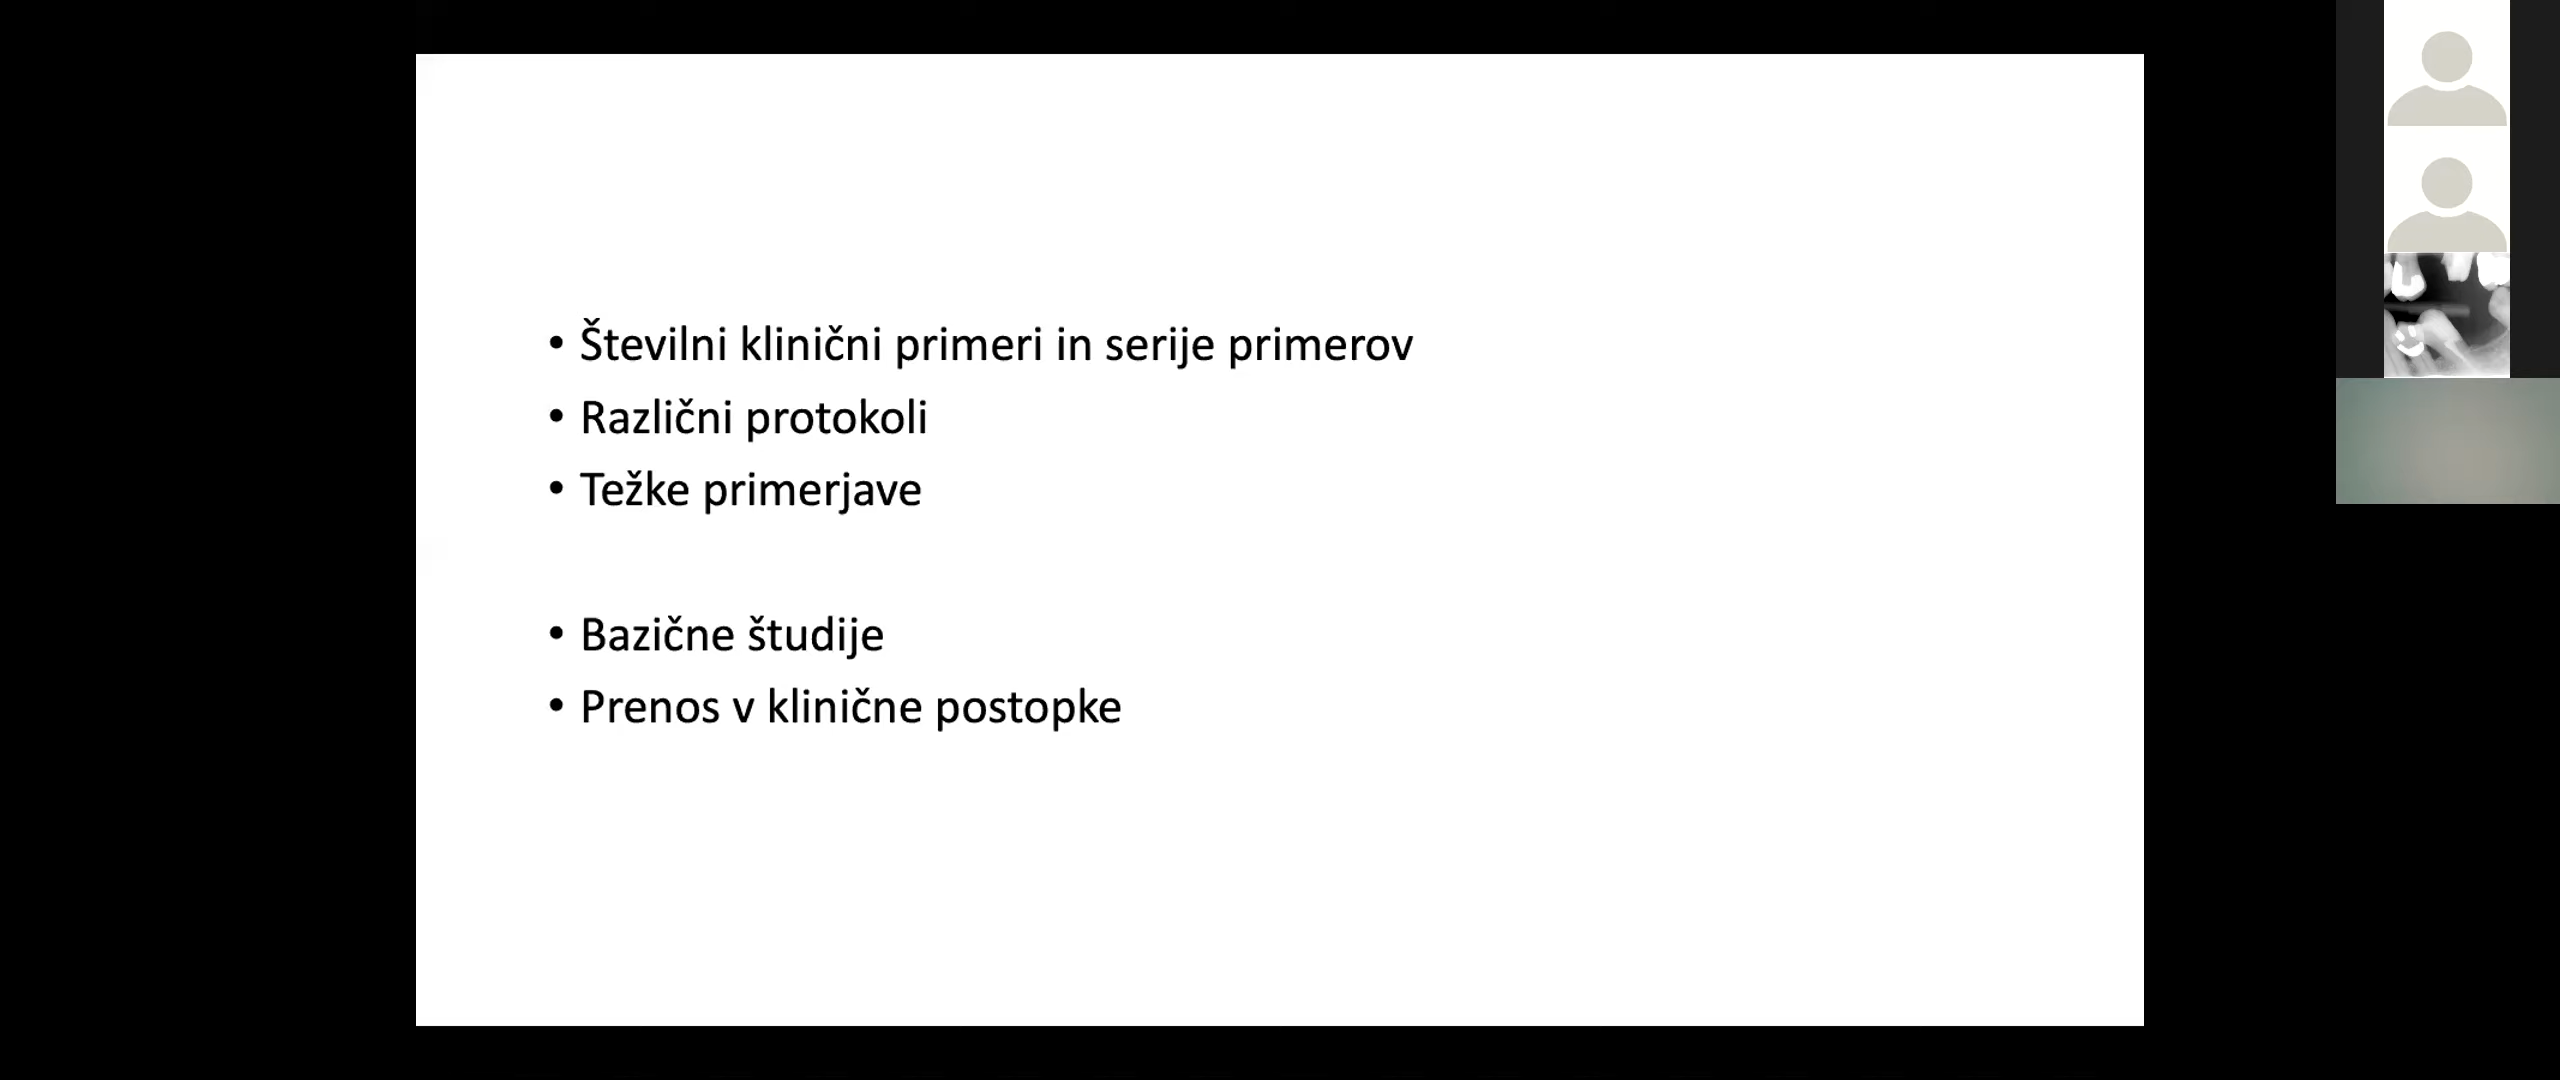 • Številni klinični primeri in serije primerov
• Različni protokoli
• Težke primerjave
• Bazične študije
• Prenos v klinične postopke